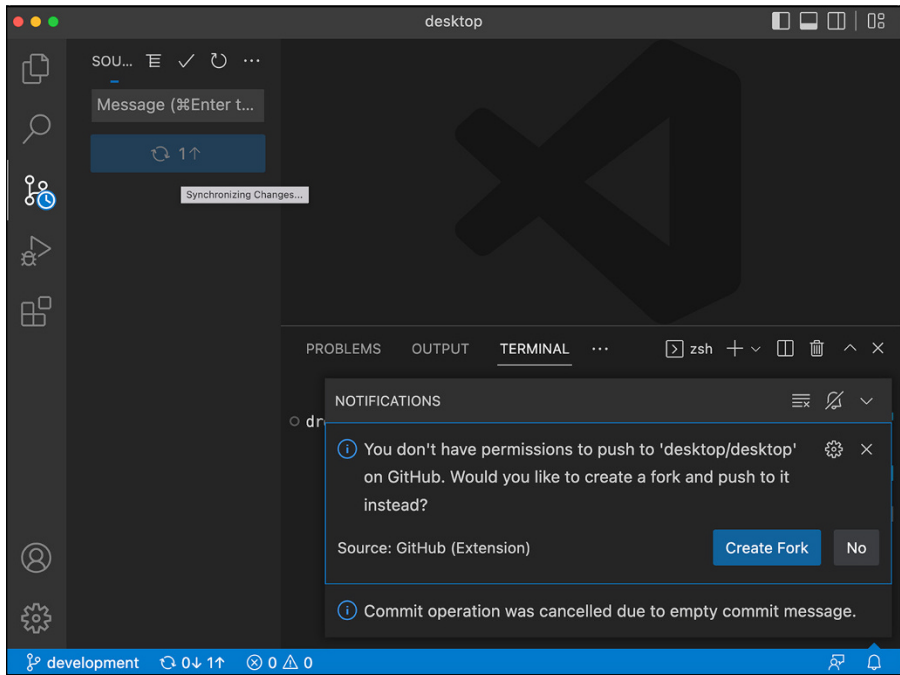 desktop
SOU...
Message (⌘Enter t...
1↑
Synchronizing Changes...
PROBLEMS OUTPUT TERMINAL ... zsh
NOTIFICATIONS
You don't have permissions to push to 'desktop/desktop'
on GitHub. Would you like to create a fork and push to it
instead?
Source: GitHub (Extension) Create Fork No
Commit operation was cancelled due to empty commit message.
development 0↓ 1↑ 0 0